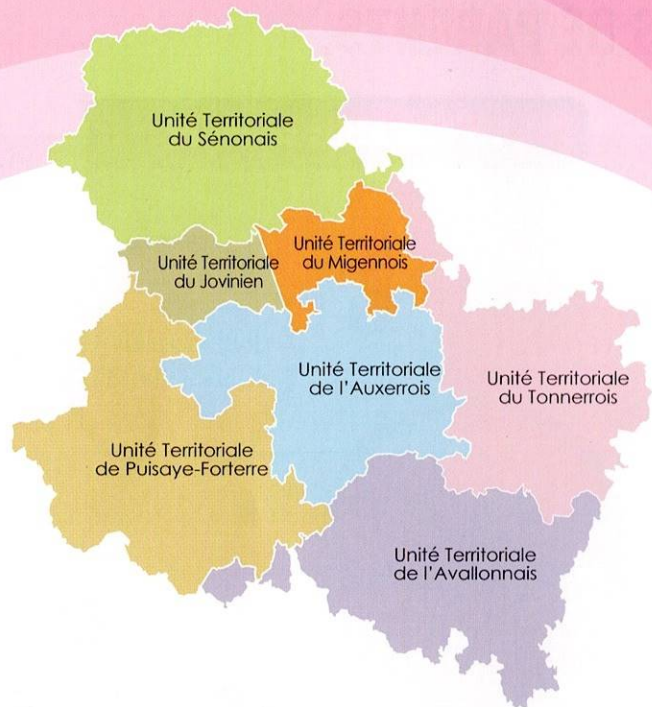 Unité Territoriale
du Sénonais
Unité Territoriale
du Migennois
Unité Territoriale
du Jovinien
Unité Territoriale
de l'Auxerrois
Unité Territoriale
du Tonnerrois
Unité Territoriale
de Puisaye-Forterre
Unité Territoriale
de l'Avallonnais